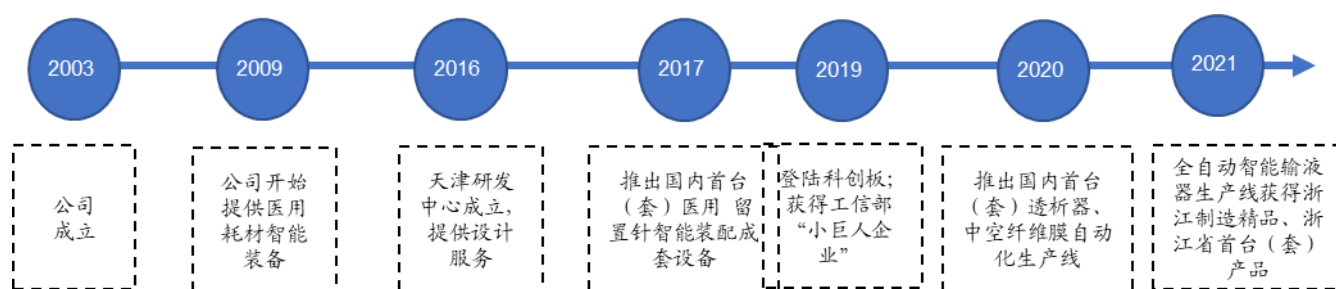 2003
2009
2016
2017
2019
2020
2021
公司
成立
公司开始
提供医用
耗材智能
装备
天津研发
中心成立，
提供设计
服务
推出国内首台
（套）医用 留
置针智能装配成
套设备
登陆科创板；
获得工信部
“小巨人企
业”
推出国内首台
（套）透析器、
中空纤维膜自动
化生产线
全自动智能输液
器生产线获得浙
江制造精品、浙
江省首台（套）
产品